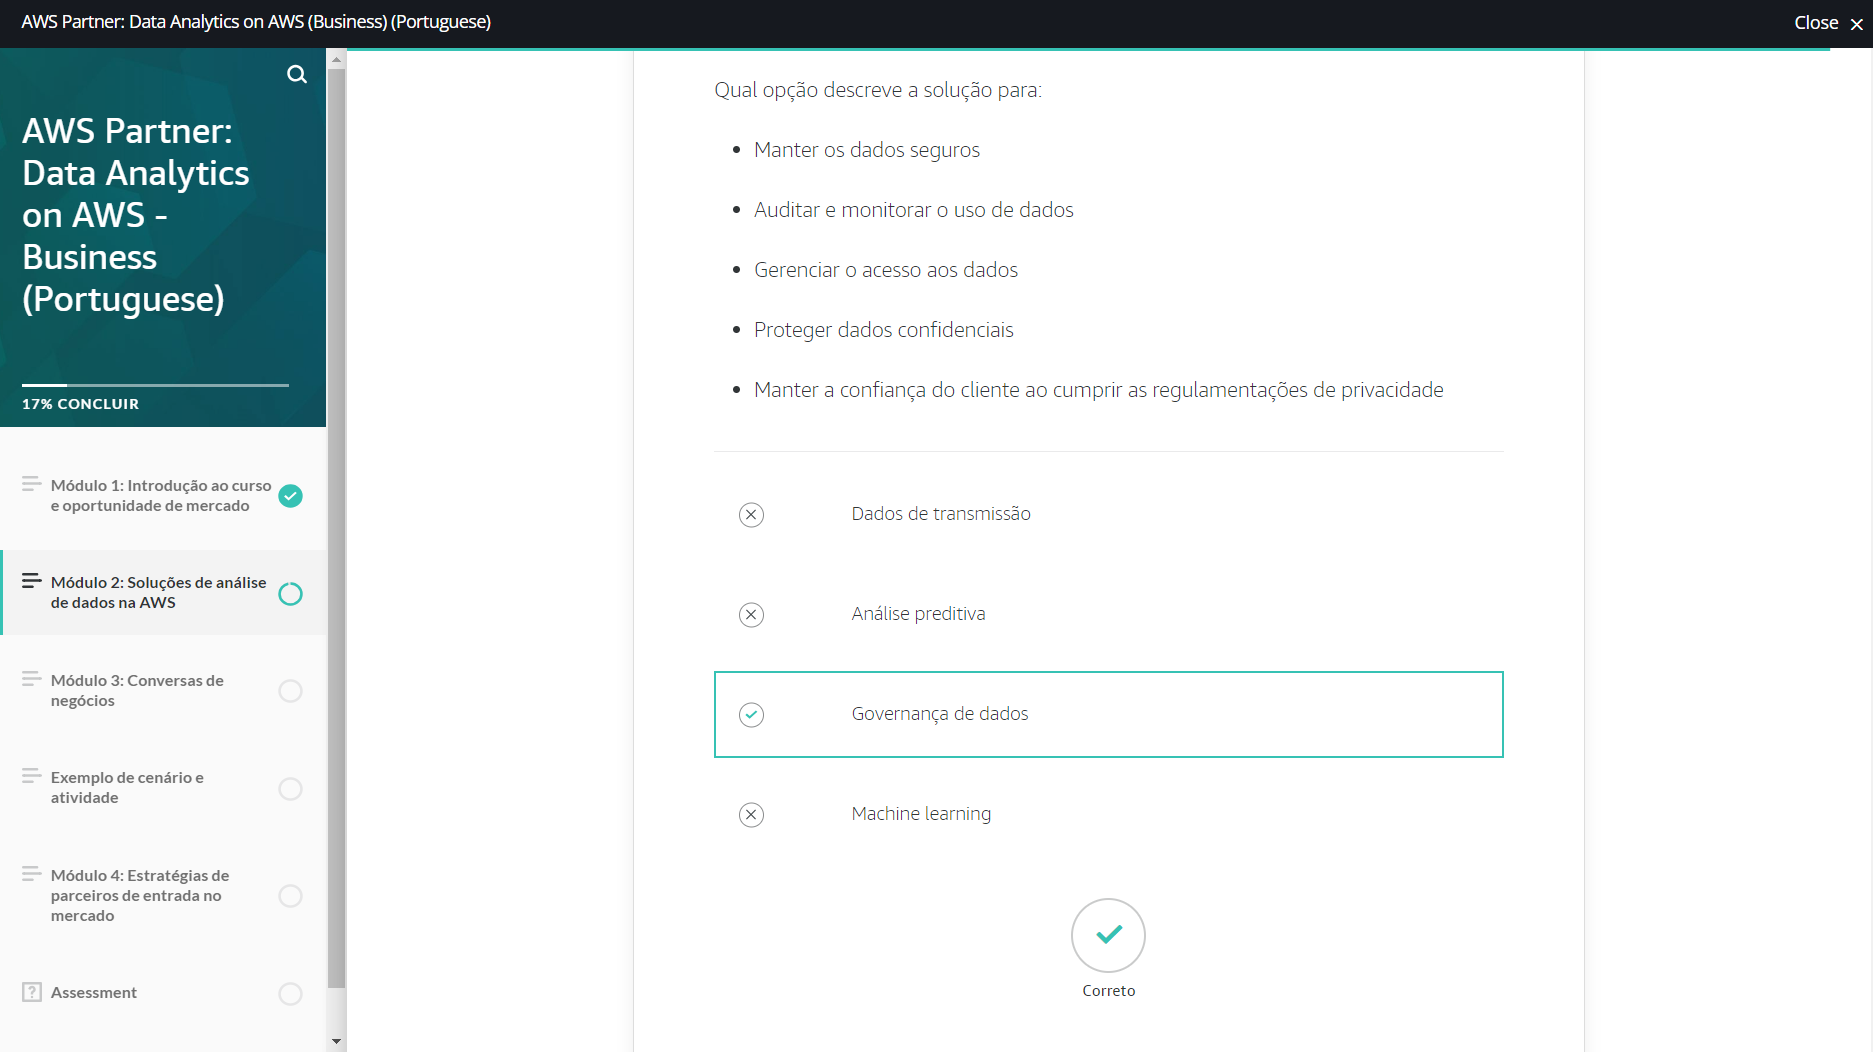 AWS Partner: Data Analytics on AWS (Business) (Portuguese)
Close
AWS Partner:
Data Analytics
on AWS -
Business
(Portuguese)
17% CONCLUIR
Módulo 1: Introdução ao curso
e oportunidade de mercado
Módulo 2: Soluções de análise
de dados na AWS
Módulo 3: Conversas de
negócios
Exemplo de cenário e
atividade
Módulo 4: Estratégias de
parceiros de entrada no
mercado
Assessment
Qual opção descreve a solução para:
Manter os dados seguros
Auditar e monitorar o uso de dados
Gerenciar o acesso aos dados
Proteger dados confidenciais
Manter a confiança do cliente ao cumprir as regulamentações de privacidade
Dados de transmissão
Análise preditiva
Governança de dados
Machine learning
Correto